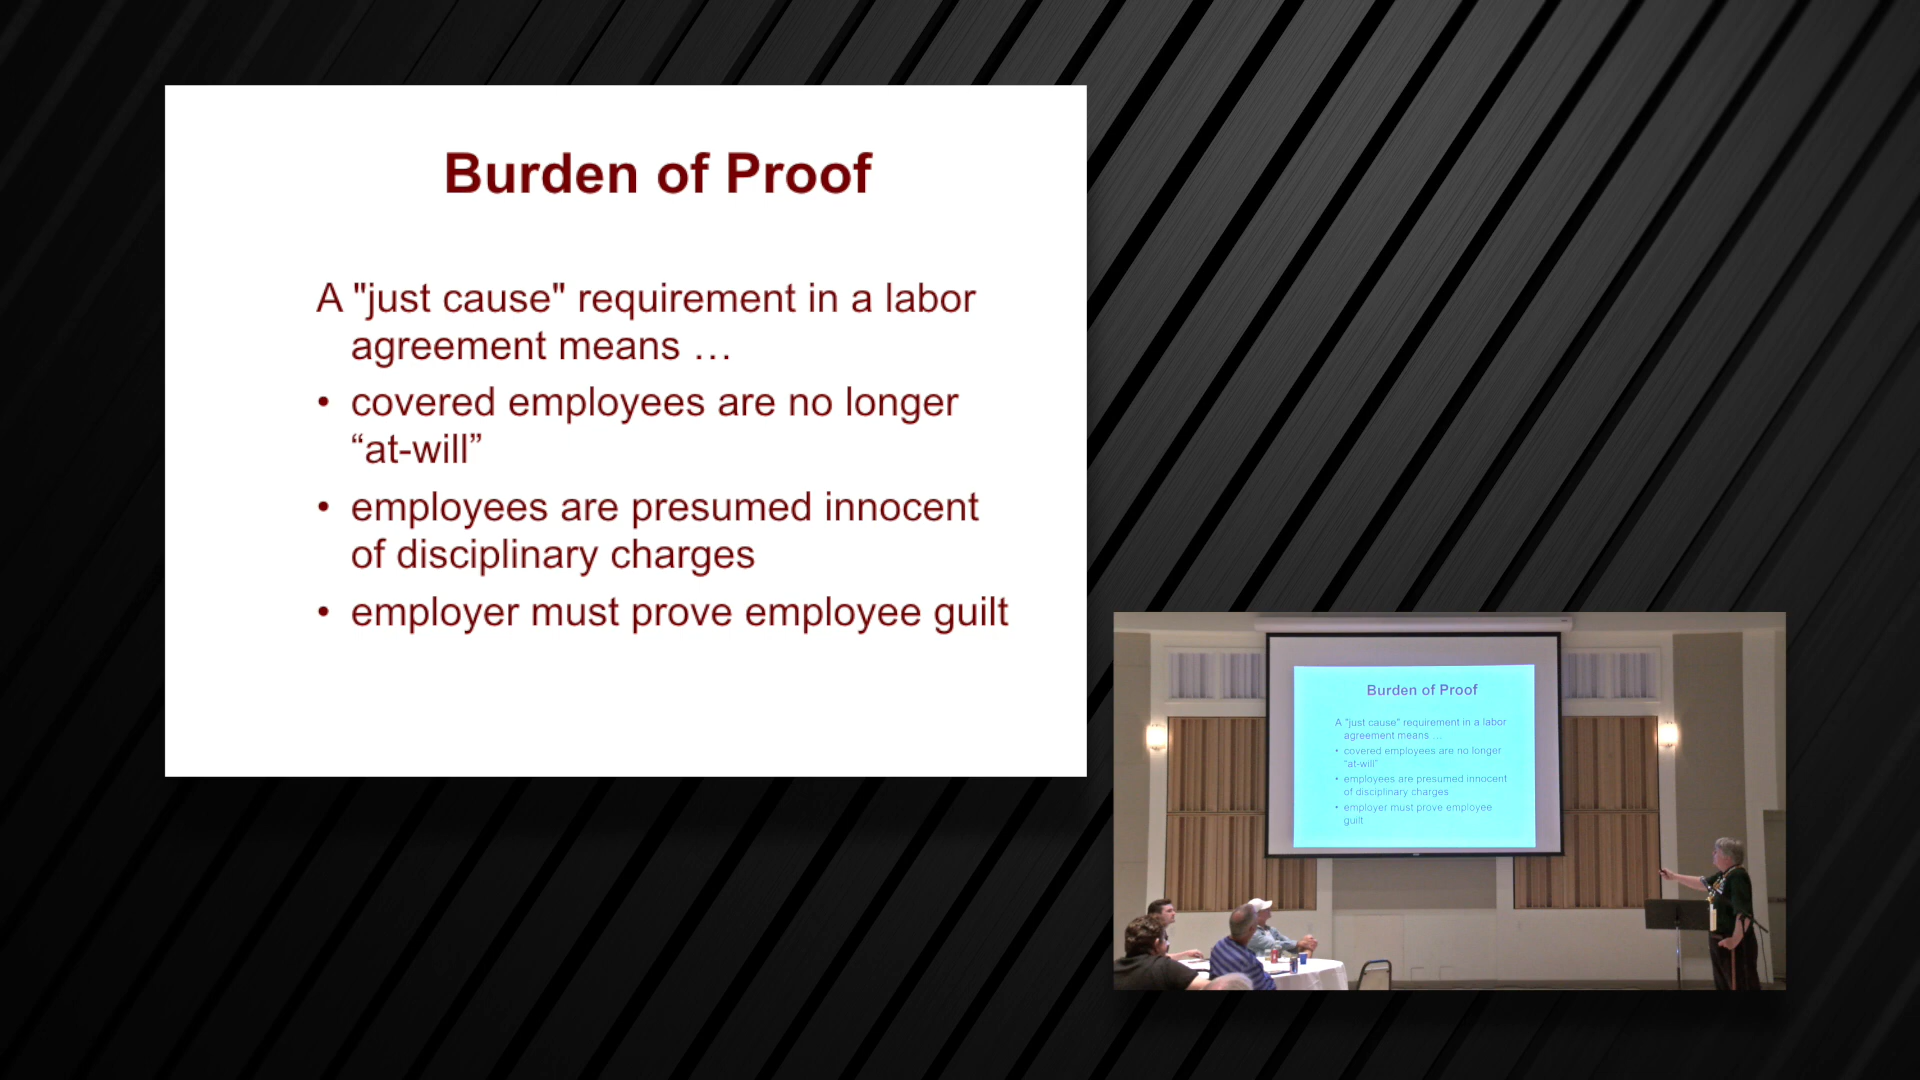 Burden of Proof
A "just cause" requirement in a labor
agreement means …
• covered employees are no longer
“at-will”
• employees are presumed innocent
of disciplinary charges
• employer must prove employee guilt
Burden of Proof
A "just cause" requirement in a labor
agreement means …
• covered employees are no longer
“at-will”
• employees are presumed innocent
of disciplinary charges
• employer must prove employee
guilt